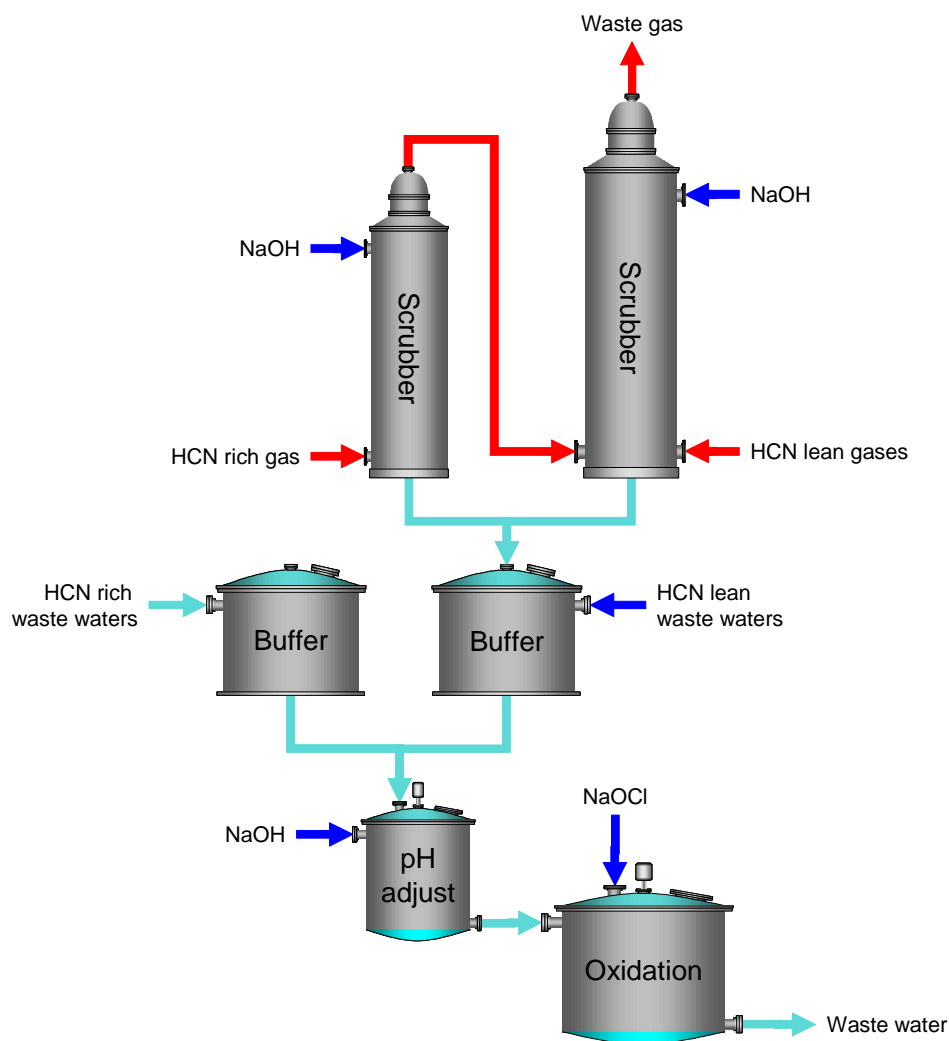 Waste gas
NaOH
NaOH
Scrubber
Scrubber
HCN rich gas
HCN lean gases
HCN rich
waste waters
Buffer
Buffer
HCN lean
waste waters
NaOH
pH
adjust
NaOCl
Oxidation
Waste water